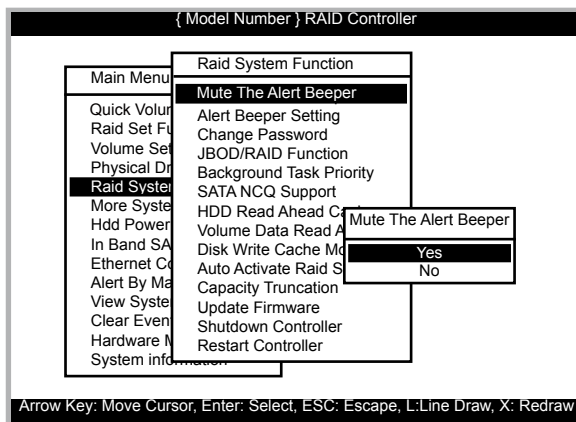 { Model Number } RAID Controller
Main Menu
Quick Volu
Raid Set Fu
Volume Set
Physical Dr
Raid System
More Syste
Hdd Power
In Band SA
Ethernet Co
Alert By Ma
View Syste
Clear Even
Hardware M
System information
Raid System Function
Mute The Alert Beeper
Alert Beeper Setting
Change Password
JBOD/RAID Function
Background Task Priority
SATA NCQ Support
HDD Read Ahead Ca
Volume Data Read A
Disk Write Cache Mo
Auto Activate Raid S
Capacity Truncation
Update Firmware
Shutdown Controller
Restart Controller
Mute The Alert Beeper
Yes
No
Arrow Key: Move Cursor, Enter: Select, ESC: Escape, L:Line Draw, X: Redraw